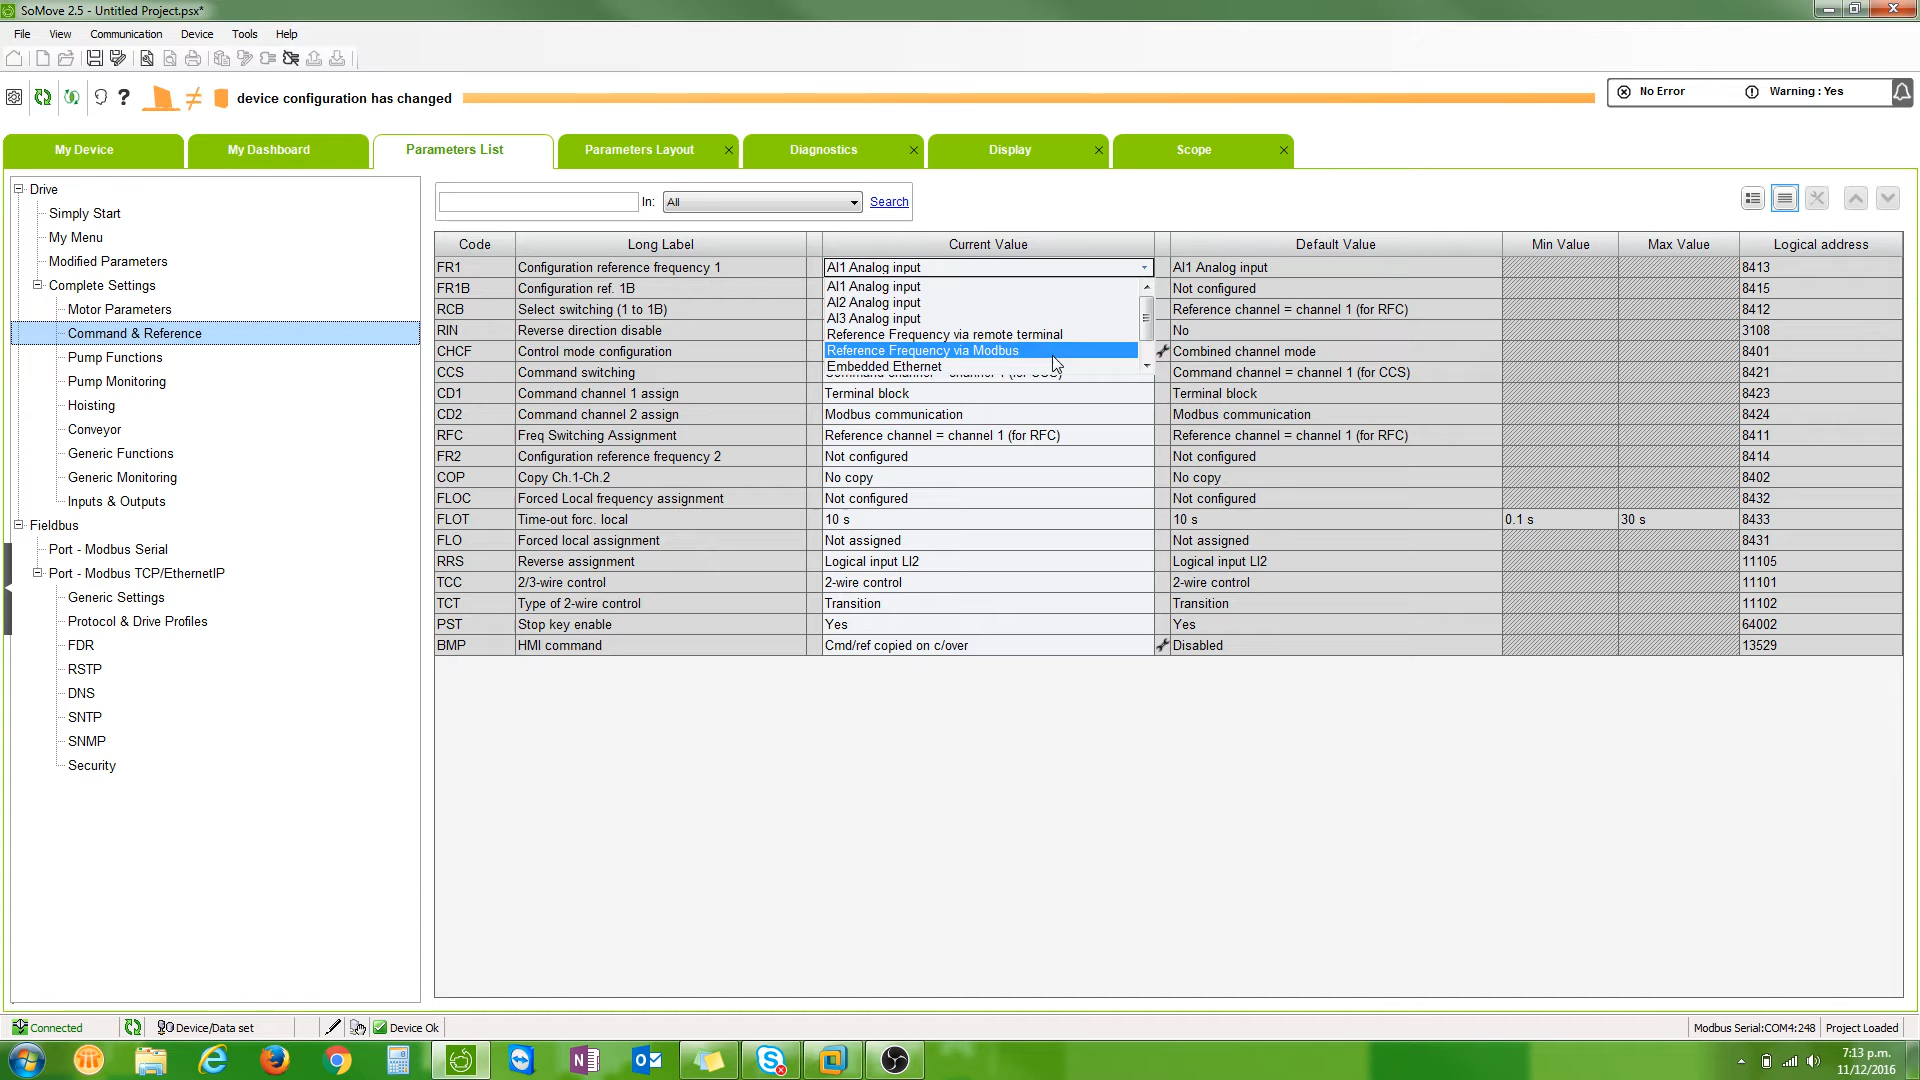 SoMove 2.5 - Untitled Project.psx*
File View Communication Device Tools Help
device configuration has changed
No Error Warning : Yes
My Device My Dashboard Parameters List Parameters Layout Diagnostics Display Scope
Drive
Simply Start
My Menu
Modified Parameters
Complete Settings
Motor Parameters
Command & Reference
Pump Functions
Pump Monitoring
Hoisting
Conveyor
Generic Functions
Generic Monitoring
Inputs & Outputs
Fieldbus
Port - Modbus Serial
Port - Modbus TCP/EthernetIP
Generic Settings
Protocol & Drive Profiles
FDR
RSTP
DNS
SNTP
SNMP
Security
In: All Search
Code Long Label Current Value Default Value Min Value Max Value Logical address
FR1 Configuration reference frequency 1 AI1 Analog input AI1 Analog input 8413
FR1B Configuration ref. 1B Not configured 8415
RCB Select switching (1 to 1B) Reference channel = channel 1 (for RFC) 8412
RIN Reverse direction disable No 3108
CHCF Control mode configuration Combined channel mode 8401
CCS Command switching Command channel = channel 1 (for CCS) Command channel = channel 1 (for CCS) 8421
AI1 Analog input
AI2 Analog input
AI3 Analog input
Reference Frequency via remote terminal
Reference Frequency via Modbus
Embedded Ethernet
CD1 Command channel 1 assign Terminal block Terminal block 8423
CD2 Command channel 2 assign Modbus communication Modbus communication 8424
RFC Freq Switching Assignment Reference channel = channel 1 (for RFC) Reference channel = channel 1 (for RFC) 8411
FR2 Configuration reference frequency 2 Not configured Not configured 8414
COP Copy Ch.1-Ch.2 No copy No copy 8402
FLOC Forced Local frequency assignment Not configured Not configured 8432
FLOT Time-out forc. local 10 s 10 s 0.1 s 30 s 8433
FLO Forced local assignment Not assigned Not assigned 8431
RRS Reverse assignment Logical input LI2 Logical input LI2 11105
TCC 2/3-wire control 2-wire control 2-wire control 11101
TCT Type of 2-wire control Transition Transition 11102
PST Stop key enable Yes Yes 64002
BMP HMI command Cmd/ref copied on c/over Disabled 13529
Connected Device/Data set Device Ok Modbus Serial:COM4:248 Project Loaded
7:13 p.m.
11/12/2016